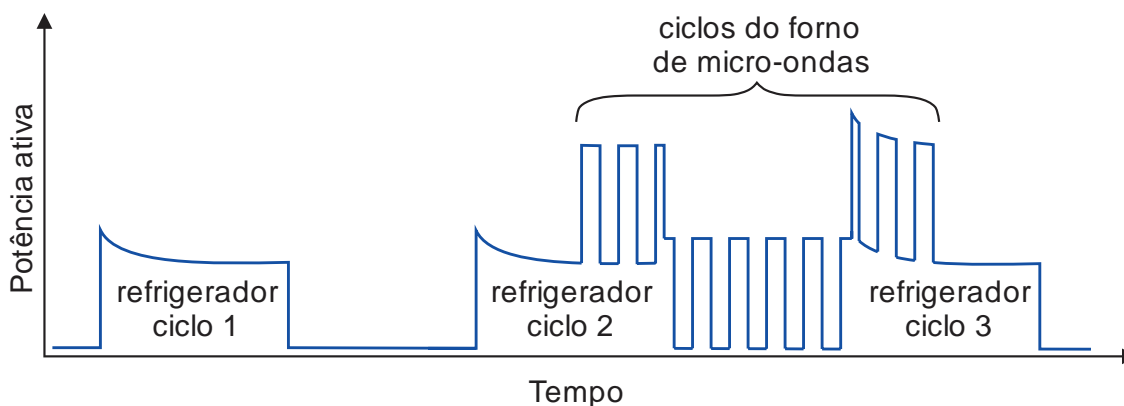 ciclos do forno
de micro-ondas
Potência ativa
refrigerador
ciclo 1
refrigerador
ciclo 2
refrigerador
ciclo 3
Tempo